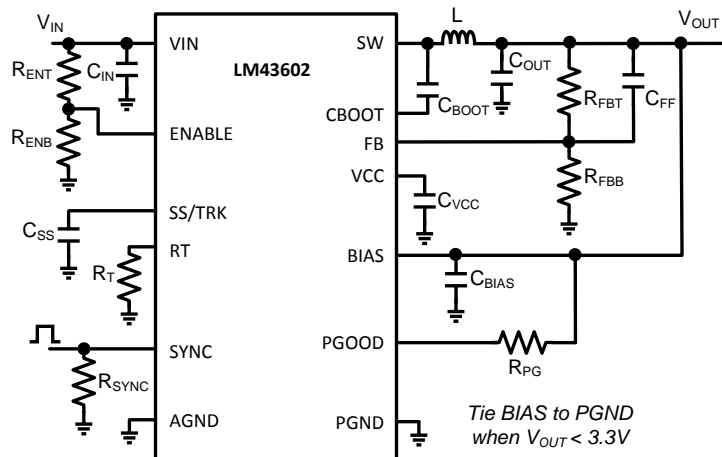 V_IN
VIN
LM43602
SW
L
V_OUT
R_ENT
C_IN
C_OUT
C_BOOT
R_FBT
C_FF
CBOOT
R_ENB
ENABLE
FB
VCC
R_FBB
C_VCC
SS/TRK
C_SS
RT
BIAS
R_T
C_BIAS
SYNC
PGOOD
R_PG
R_SYNC
AGND
PGND
Tie BIAS to PGND
when V_OUT < 3.3V